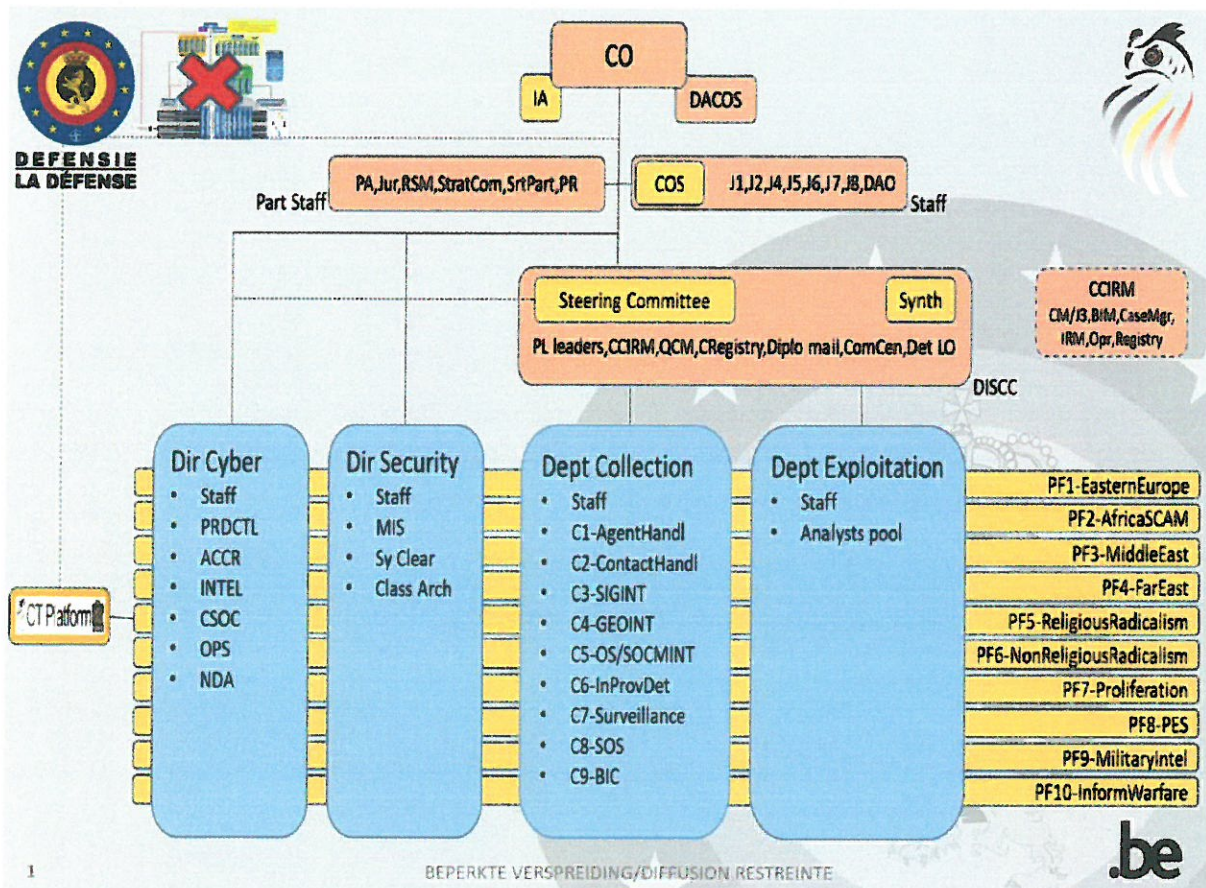 CO
IA
DACOS
DEFENSIE
LA DÉFENSE
PA,Jur,RSM,StratCom,SrtPart,PR
Part Staff
COS
J1,J2,J4,J5,J6,J7,J8,DAO
Staff
Steering Committee
Synth
PL leaders,CCIRM,QCM,CRegistry,Diplo mail,ComCen,Det LO
DISCC
CCIRM
CM/J3,BIM,CaseMgr,
IRM,Opr,Registry
CT Platform
Dir Cyber
• Staff
• PRDCTL
• ACCR
• INTEL
• CSOC
• OPS
• NDA
Dir Security
• Staff
• MIS
• Sy Clear
• Class Arch
Dept Collection
• Staff
• C1-AgentHandl
• C2-ContactHandl
• C3-SIGINT
• C4-GEOINT
• C5-OS/SOCMINT
• C6-InProvDet
• C7-Surveillance
• C8-SOS
• C9-BIC
Dept Exploitation
• Staff
• Analysts pool
PF1-EasternEurope
PF2-AfricaSCAM
PF3-MiddleEast
PF4-FarEast
PF5-ReligiousRadicalism
PF6-NonReligiousRadicalism
PF7-Proliferation
PF8-PES
PF9-MilitaryIntel
PF10-InformWarfare
1
BEPERKTE VERSPREIDING/DIFFUSION RESTREINTE
.be